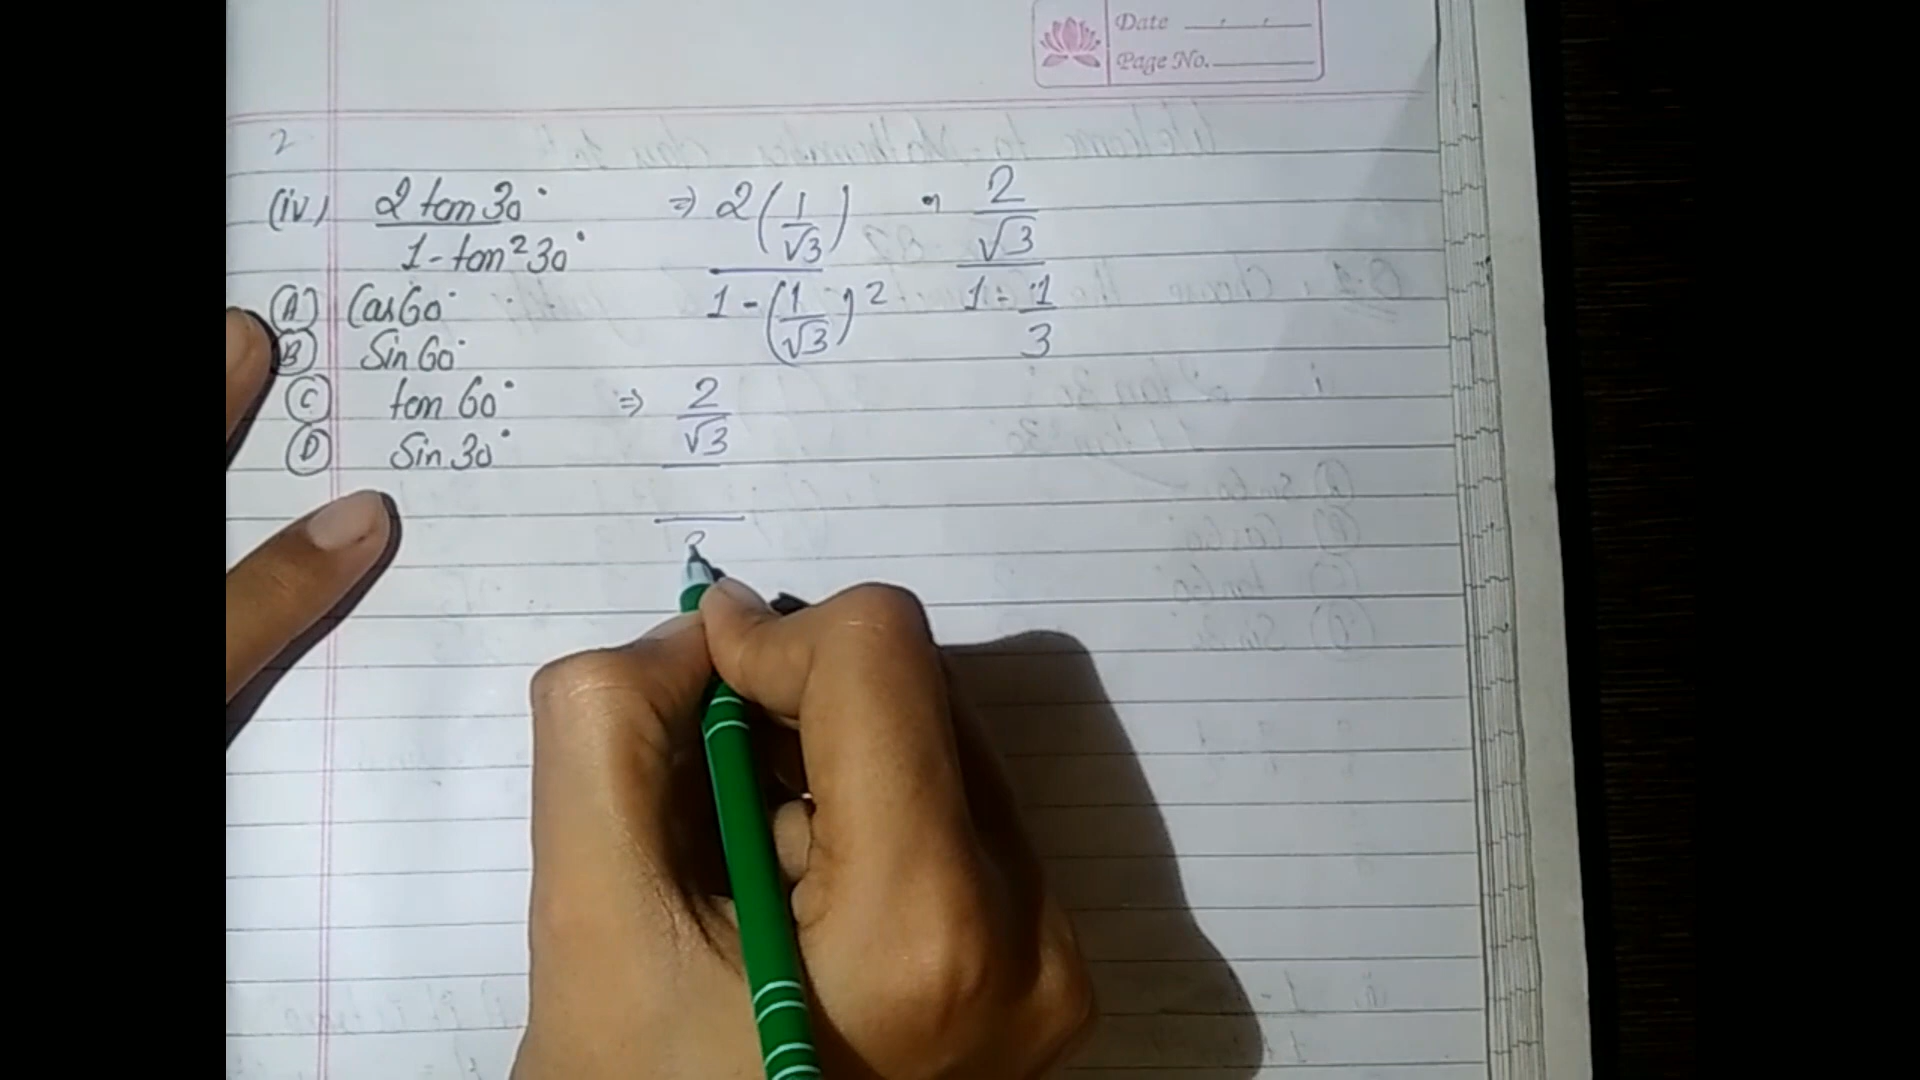 Date
Page No.
2
(iv) 2 tan 30° ⇒ 2(1/√3) = 2/√3
1 - tan² 30° 1 - (1/√3)² 1 - 1/3
(A) Cos 60°
(B) Sin 60°
(C) tan 60° ⇒ 2/√3
(D) Sin 30°